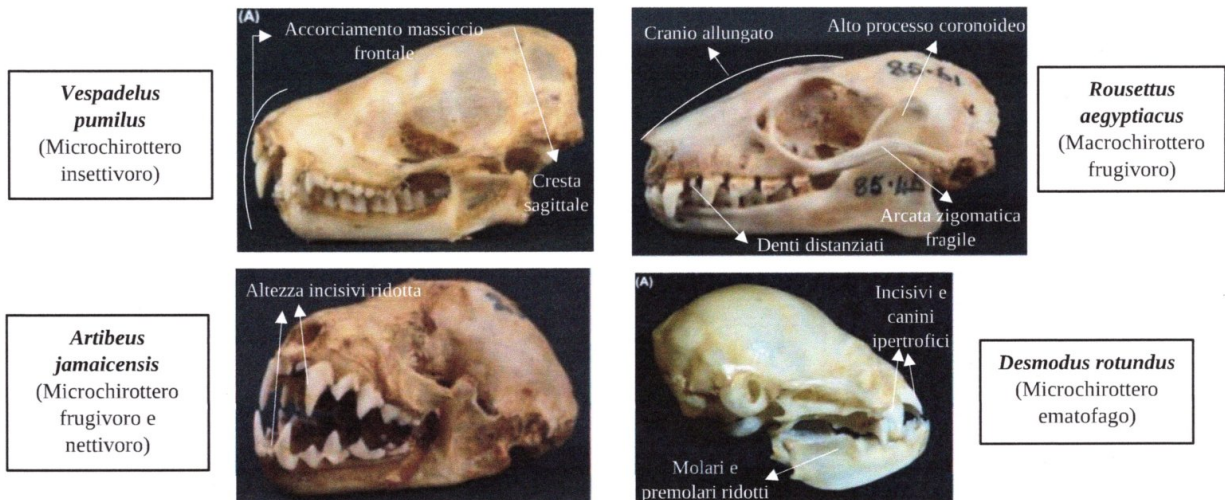 Vespadelus
pumilus
(Microchirottero
insettivoro)
(A)
Accorciamento massiccio
frontale
Cresta
sagittale
Cranio allungato
Alto processo coronoideo
85·61
85·4
Denti distanziati
Arcata zigomatica
fragile
Rousettus
aegyptiacus
(Macrochirottero
frugivoro)
Artibeus
jamaicensis
(Microchirottero
frugivoro e
nettivoro)
Altezza incisivi ridotta
(A)
Incisivi e
canini
ipertrofici
Molari e
premolari ridotti
Desmodus rotundus
(Microchirottero
ematofago)